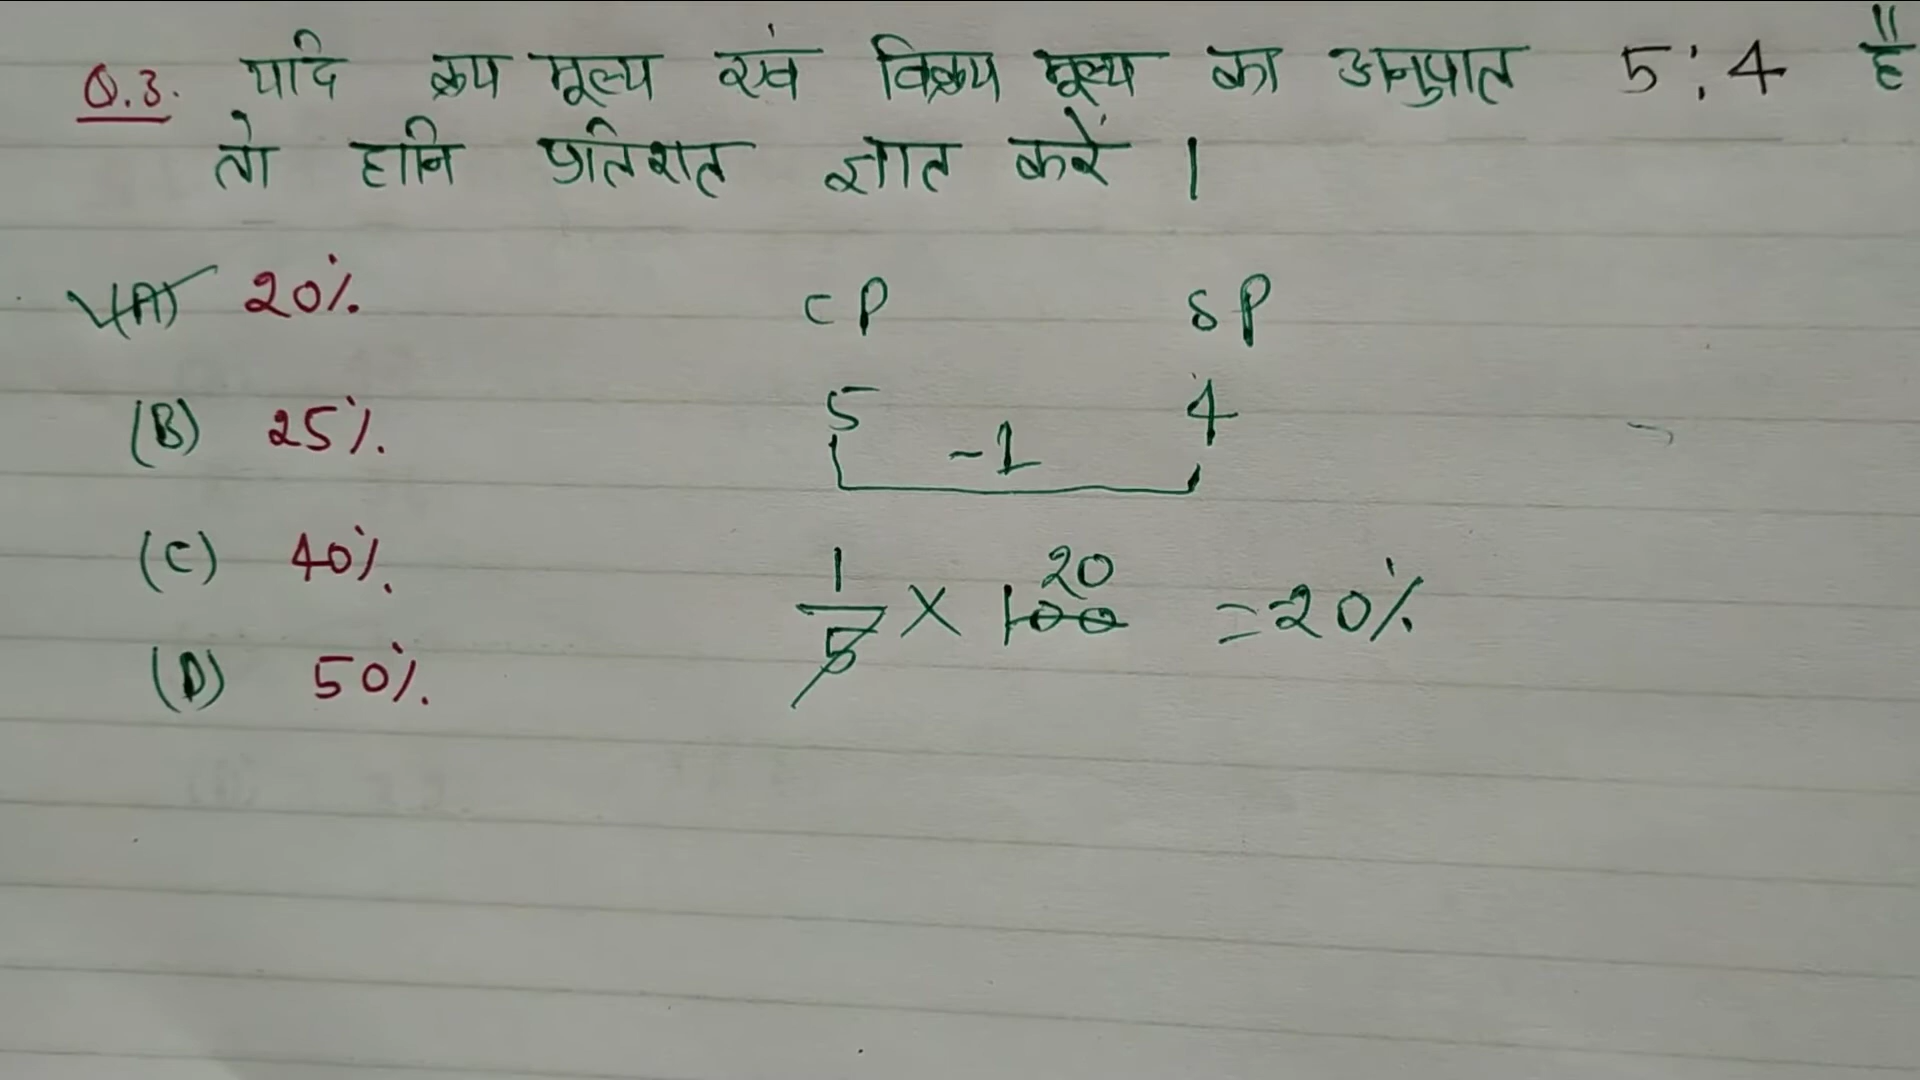 Q.3. यदि क्रय मूल्य एवं विक्रय मूल्य का अनुपात 5:4 है
तो हानि प्रतिशत ज्ञात करें ।
(A) 20%
CP SP
(B) 25%
5 -1 4
(C) 40%
1/5 × 100 20 = 20%
(D) 50%